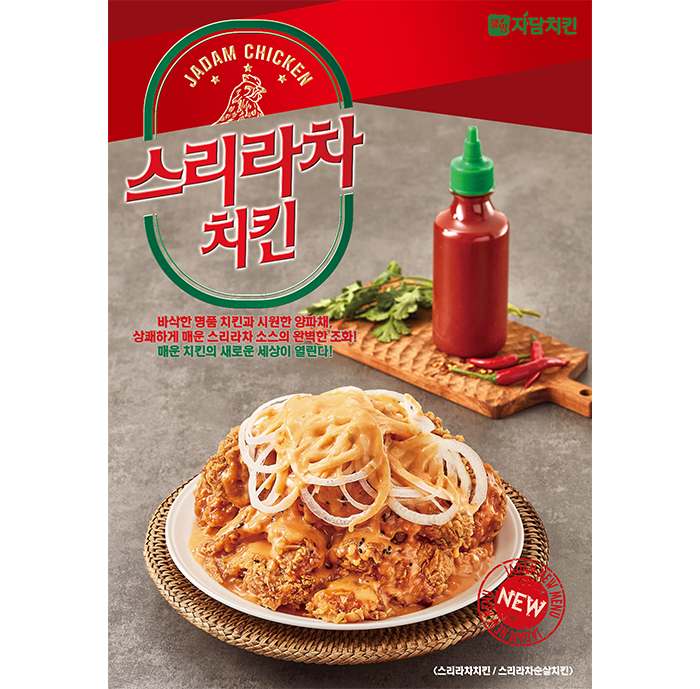 자담치킨
JADAM CHICKEN
스리라차
치킨
바삭한 명품 치킨과 시원한 양파채,
상쾌하게 매운 스리라차 소스의 완벽한 조화!
매운 치킨의 새로운 세상이 열린다!
JADAM NEW MENU
NEW
(스리라차치킨 / 스리라차순살치킨)